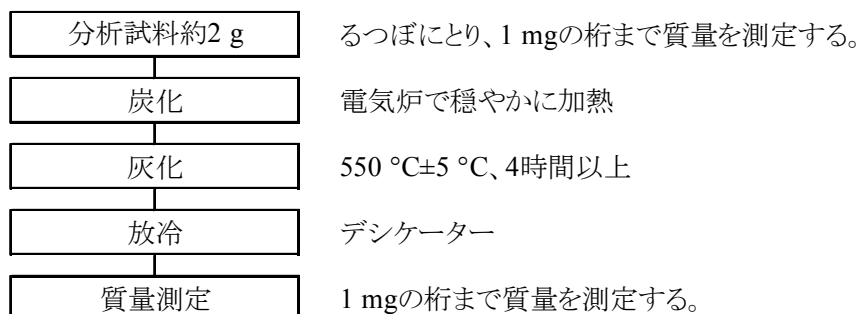 分析試料約2 g  るつぼにとり、1 mgの桁まで質量を測定する。
炭化  電気炉で穏やかに加熱
灰化  550 °C±5 °C、4時間以上
放冷  デシケーター
質量測定  1 mgの桁まで質量を測定する。